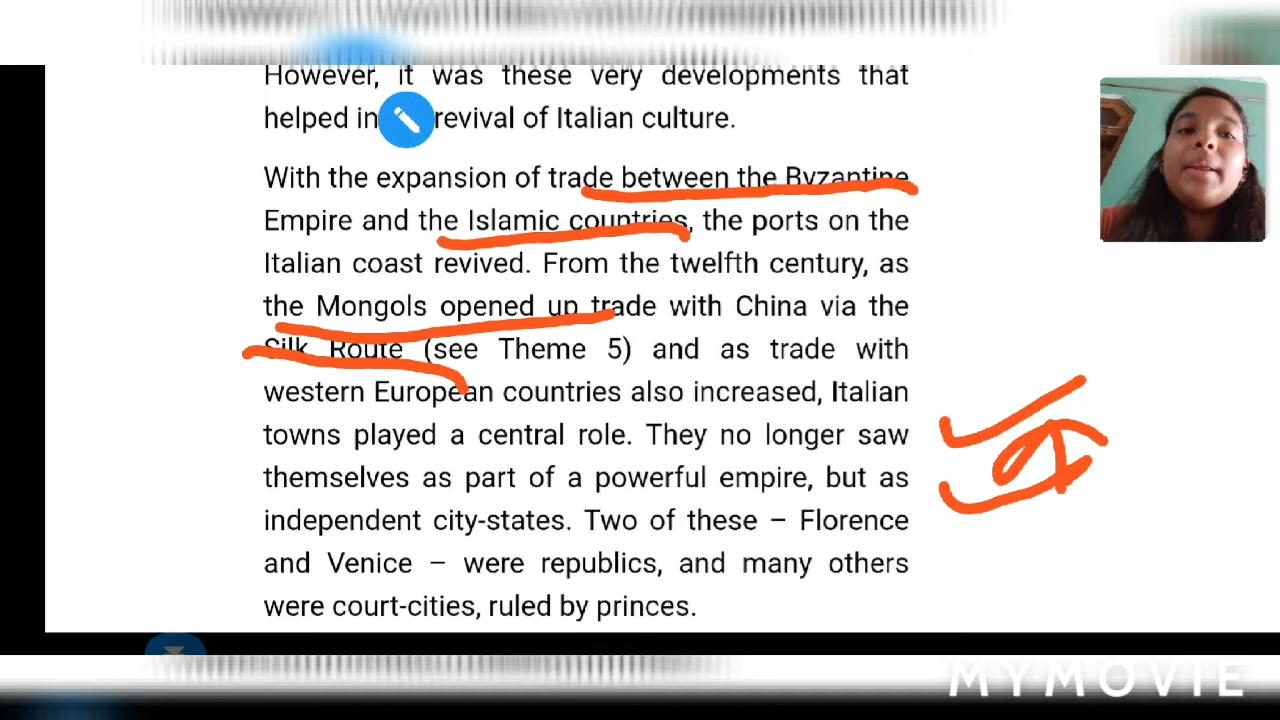 However, it was these very developments that
helped in revival of Italian culture.
With the expansion of trade between the Byzantine
Empire and the Islamic countries, the ports on the
Italian coast revived. From the twelfth century, as
the Mongols opened up trade with China via the
Silk Route (see Theme 5) and as trade with
western European countries also increased, Italian
towns played a central role. They no longer saw
themselves as part of a powerful empire, but as
independent city-states. Two of these – Florence
and Venice – were republics, and many others
were court-cities, ruled by princes.
MYMOVIE